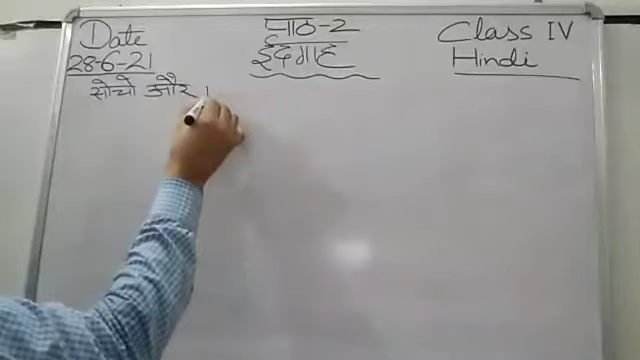 Date
28-6-21
पाठ-2
ईदगाह
Class IV
Hindi
सोचो और